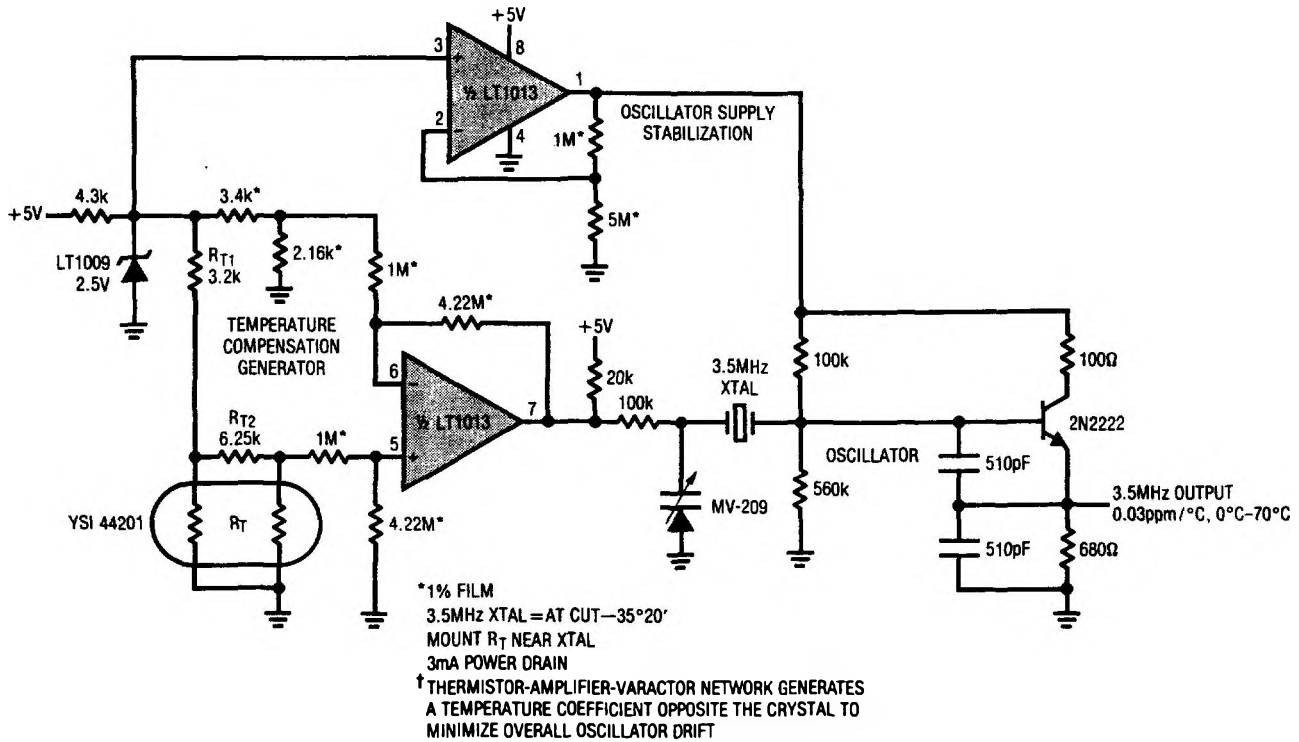 +5V
3
8
+
½ LT1013
1
2
−
4
OSCILLATOR SUPPLY
STABILIZATION
1M*
5M*
4.3k
+5V
3.4k*
LT1009
2.5V
RT1
3.2k
2.16k*
1M*
4.22M*
TEMPERATURE
COMPENSATION
GENERATOR
+5V
20k
6
−
½ LT1013
7
100k
3.5MHz
XTAL
100k
100Ω
2N2222
RT2
6.25k
1M*
5
+
OSCILLATOR
510pF
MV-209
560k
3.5MHz OUTPUT
0.03ppm/°C, 0°C–70°C
YSI 44201
RT
4.22M*
510pF
680Ω
*1% FILM
3.5MHz XTAL=AT CUT—35°20′
MOUNT RT NEAR XTAL
3mA POWER DRAIN
†THERMISTOR-AMPLIFIER-VARACTOR NETWORK GENERATES
A TEMPERATURE COEFFICIENT OPPOSITE THE CRYSTAL TO
MINIMIZE OVERALL OSCILLATOR DRIFT